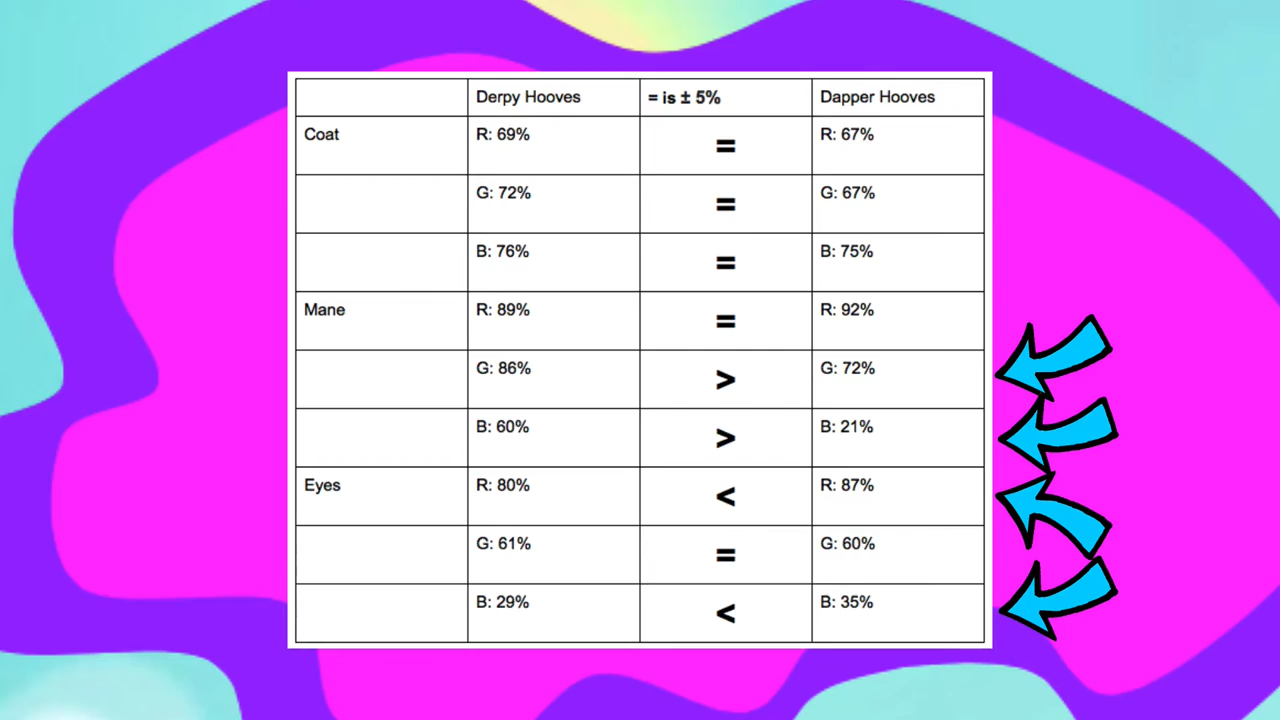 Derpy Hooves = is ± 5% Dapper Hooves
Coat R: 69% = R: 67%
G: 72% = G: 67%
B: 76% = B: 75%
Mane R: 89% = R: 92%
G: 86% > G: 72%
B: 60% > B: 21%
Eyes R: 80% < R: 87%
G: 61% = G: 60%
B: 29% < B: 35%